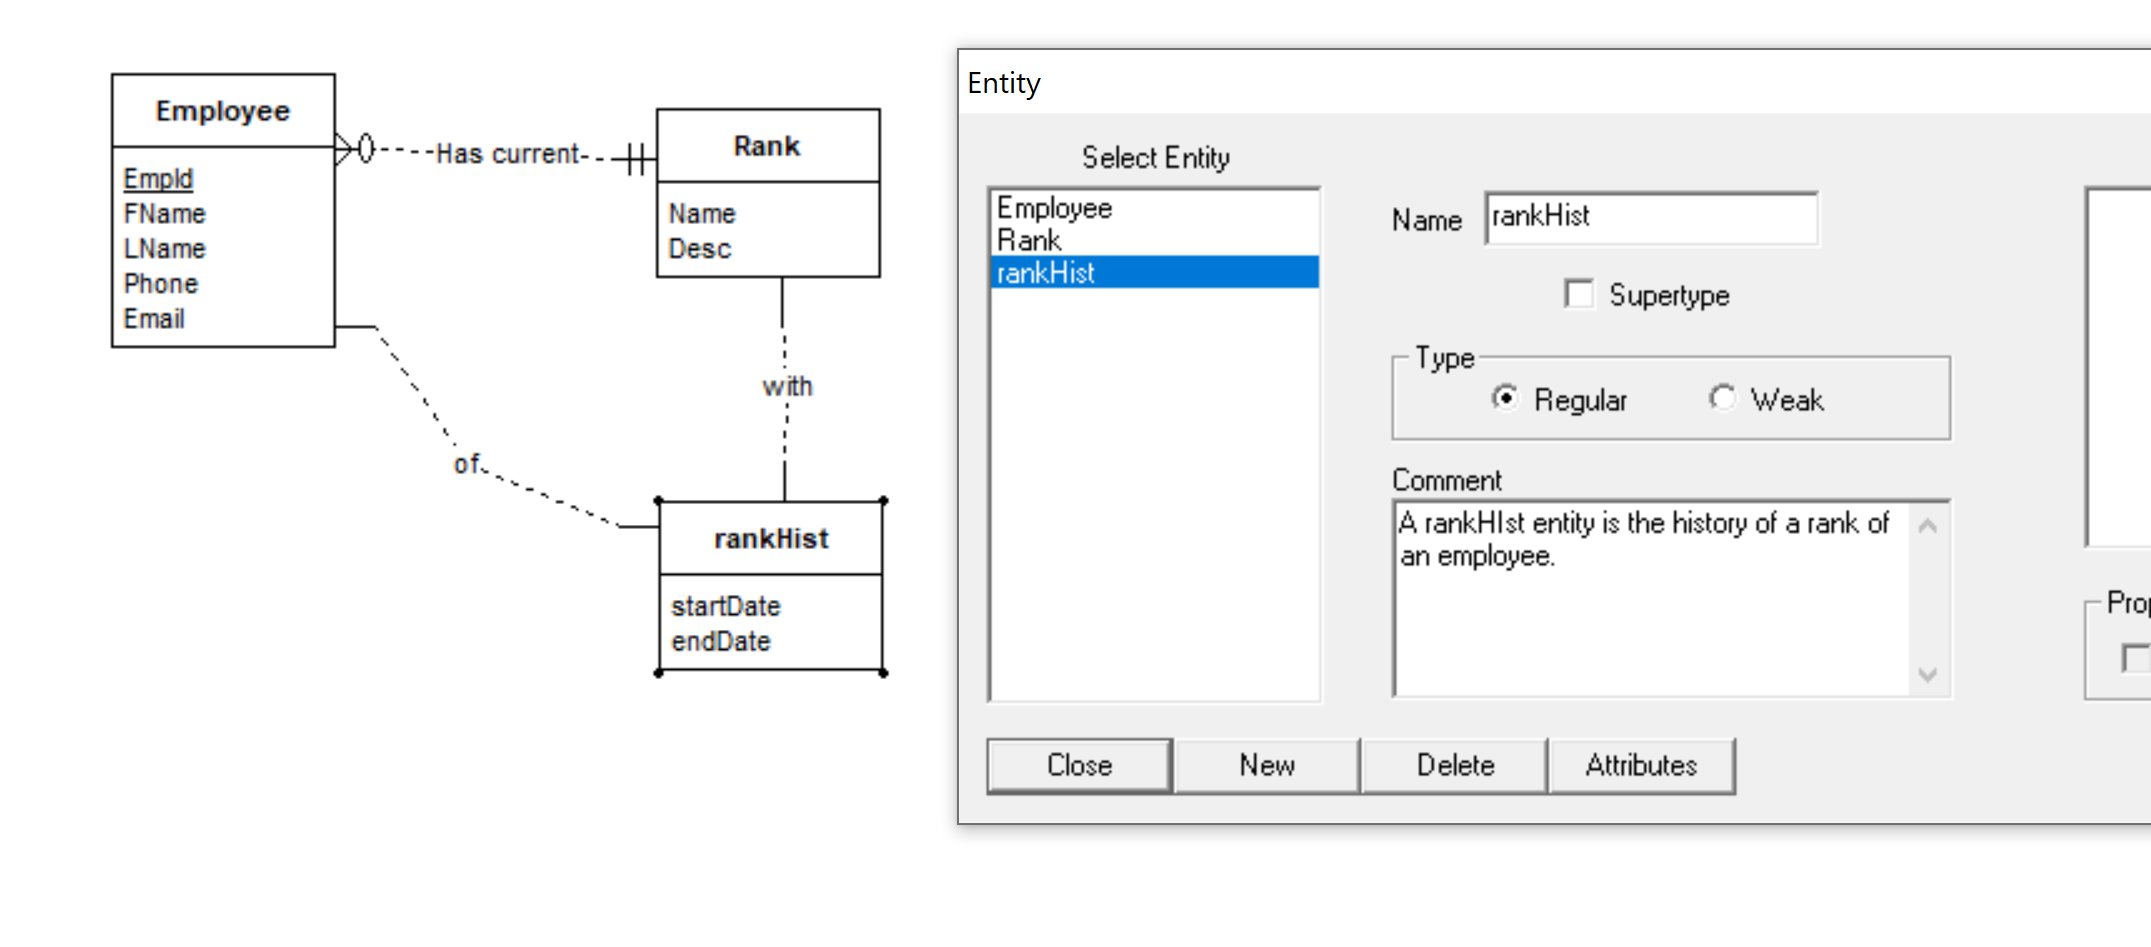 Employee
EmpId
FName
LName
Phone
Email
Has current
Rank
Name
Desc
with
of
rankHist
startDate
endDate
Entity
Select Entity
Employee
Rank
rankHist
Name
rankHist
Supertype
Type
Regular
Weak
Comment
A rankHIst entity is the history of a rank of
an employee.
Close
New
Delete
Attributes